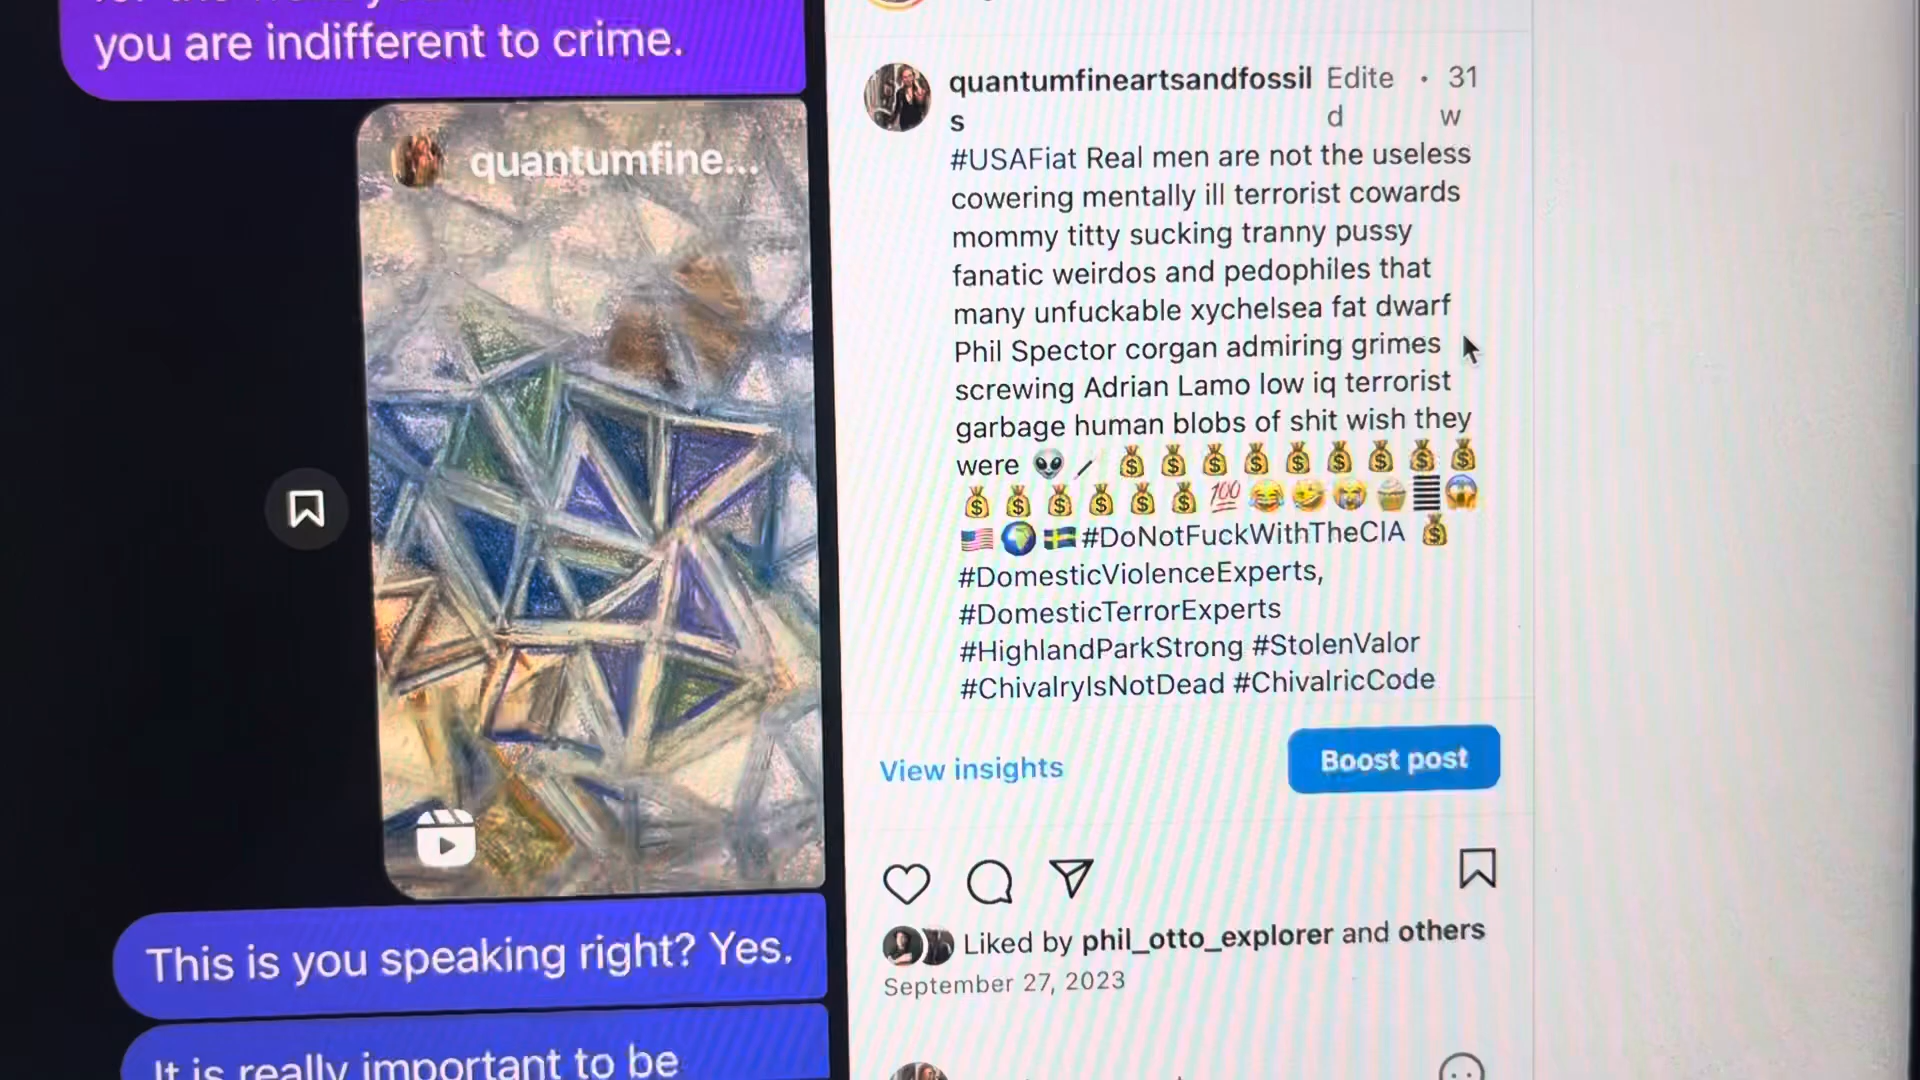 you are indifferent to crime.
quantumfine...
This is you speaking right? Yes.
It is really important to be
quantumfineartsandfossil
s
Edite
d
• 31
w
#USAFiat Real men are not the useless
cowering mentally ill terrorist cowards
mommy titty sucking tranny pussy
fanatic weirdos and pedophiles that
many unfuckable xychelsea fat dwarf
Phil Spector corgan admiring grimes
screwing Adrian Lamo low iq terrorist
garbage human blobs of shit wish they
were 👽 💰💰💰💰💰💰💰💰💰
💰💰💰💰💰💰💯😂🤣😭🧁😱
🇺🇸🌍🇸🇪#DoNotFuckWithTheCIA 💰
#DomesticViolenceExperts,
#DomesticTerrorExperts
#HighlandParkStrong #StolenValor
#ChivalryIsNotDead #ChivalricCode
View insights
Boost post
Liked by phil_otto_explorer and others
September 27, 2023